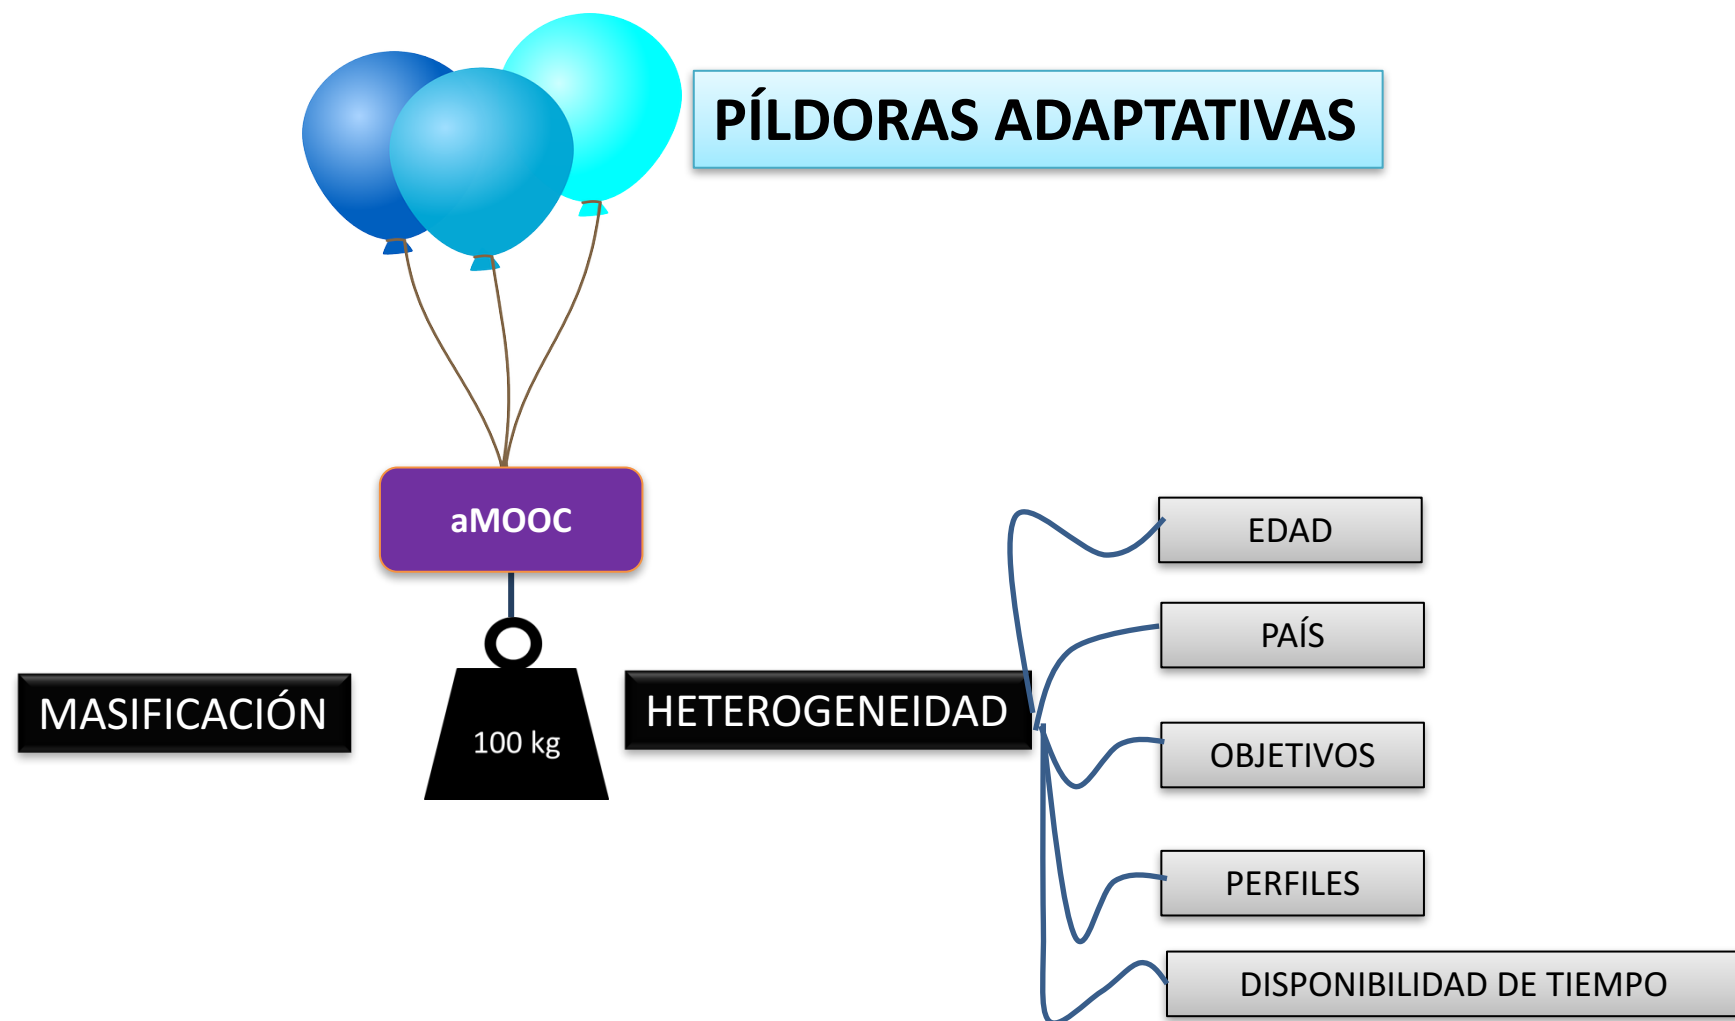 PÍLDORAS ADAPTATIVAS
aMOOC
MASIFICACIÓN
100 kg
HETEROGENEIDAD
EDAD
PAÍS
OBJETIVOS
PERFILES
DISPONIBILIDAD DE TIEMPO